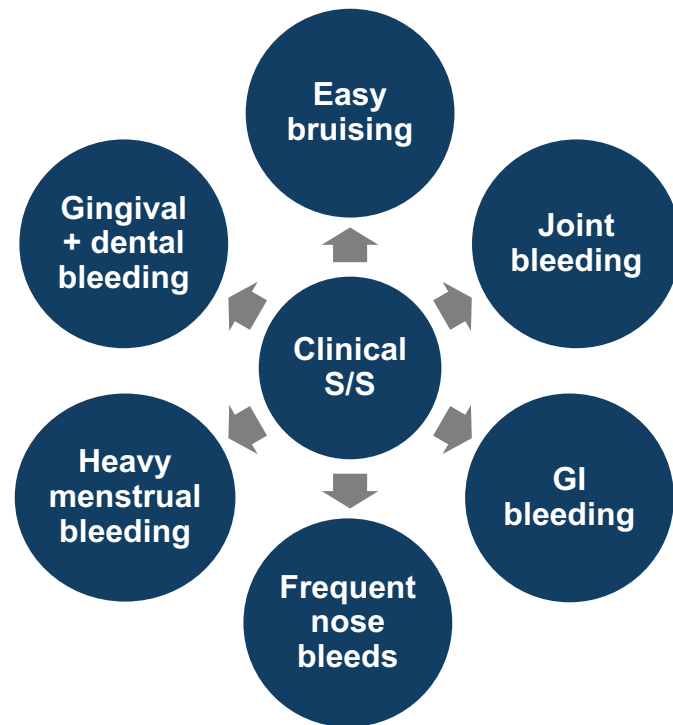 Easy
bruising
Gingival
+ dental
bleeding
Joint
bleeding
Clinical
S/S
Heavy
menstrual
bleeding
GI
bleeding
Frequent
nose
bleeds